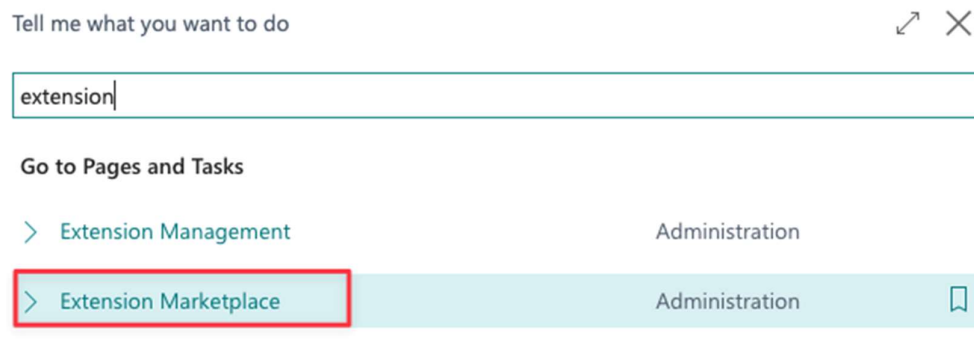 Tell me what you want to do
extension
Go to Pages and Tasks
Extension Management Administration
Extension Marketplace Administration